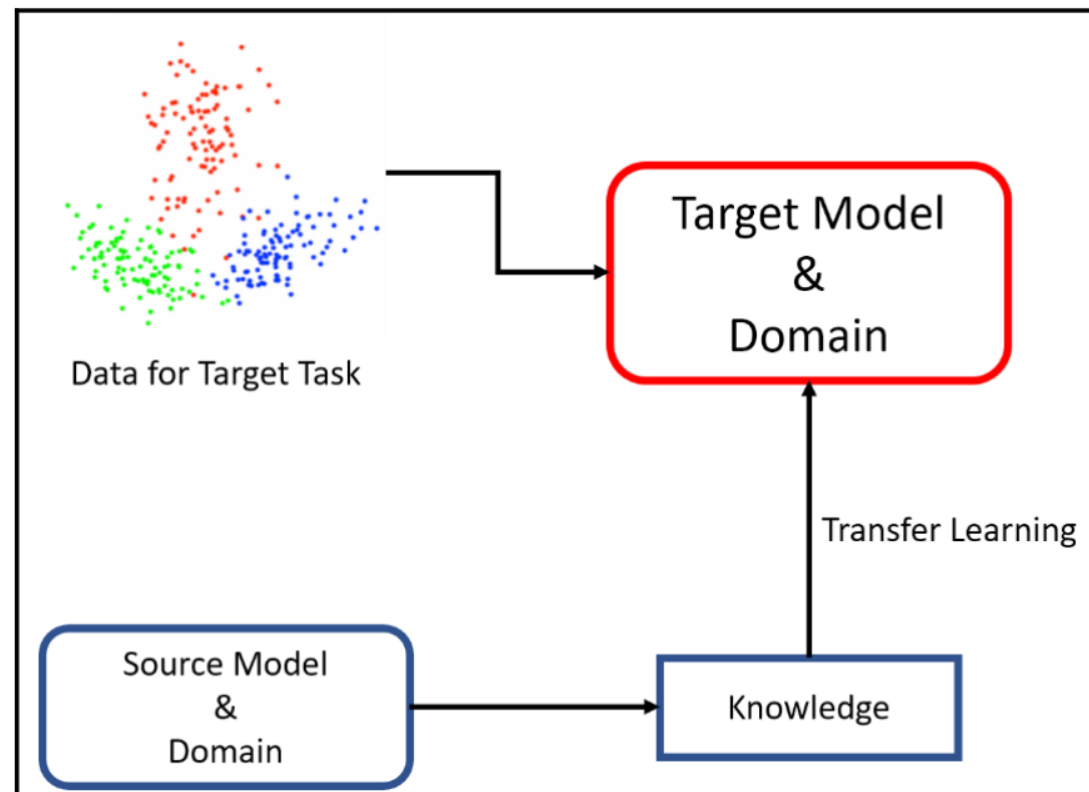 Data for Target Task
Target Model
&
Domain
Transfer Learning
Source Model
&
Domain
Knowledge